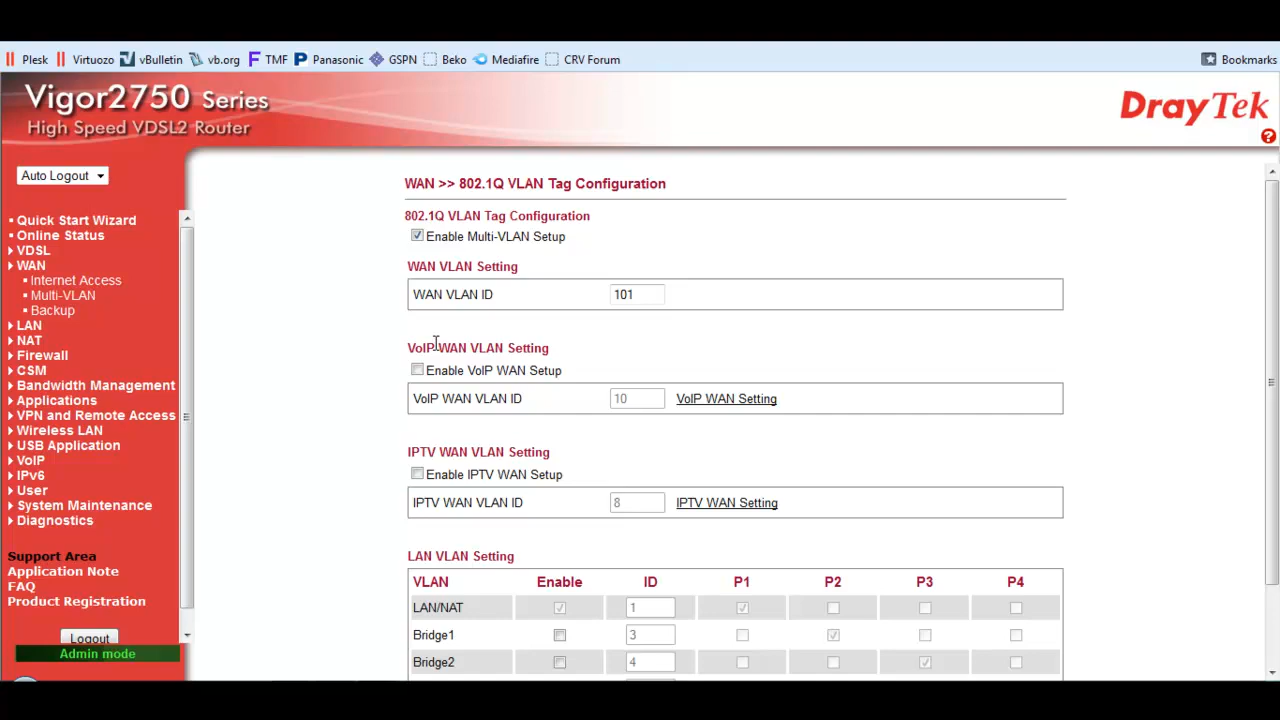 Plesk Virtuozo vBulletin vb.org TMF Panasonic GSPN Beko Mediafire CRV Forum Bookmarks
Vigor2750 Series
High Speed VDSL2 Router
DrayTek
Auto Logout
Quick Start Wizard
Online Status
VDSL
WAN
Internet Access
Multi-VLAN
Backup
LAN
NAT
Firewall
CSM
Bandwidth Management
Applications
VPN and Remote Access
Wireless LAN
USB Application
VoIP
IPv6
User
System Maintenance
Diagnostics
Support Area
Application Note
FAQ
Product Registration
Logout
Admin mode
WAN >> 802.1Q VLAN Tag Configuration
802.1Q VLAN Tag Configuration
Enable Multi-VLAN Setup
WAN VLAN Setting
WAN VLAN ID 101
VoIP WAN VLAN Setting
Enable VoIP WAN Setup
VoIP WAN VLAN ID 10 VoIP WAN Setting
IPTV WAN VLAN Setting
Enable IPTV WAN Setup
IPTV WAN VLAN ID 8 IPTV WAN Setting
LAN VLAN Setting
VLAN Enable ID P1 P2 P3 P4
LAN/NAT 1
Bridge1 3
Bridge2 4